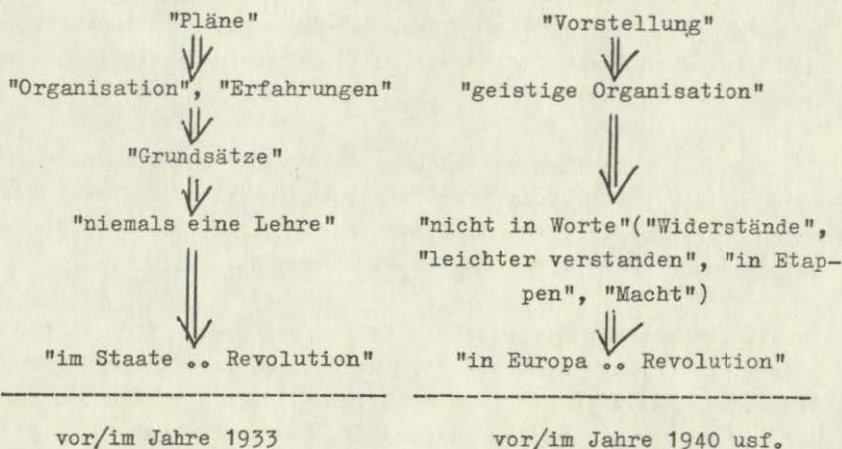 "Pläne"
"Organisation", "Erfahrungen"
"Grundsätze"
"niemals eine Lehre"
"im Staate .. Revolution"
vor/im Jahre 1933
"Vorstellung"
"geistige Organisation"
"nicht in Worte"("Widerstände",
"leichter verstanden", "in Etap-
pen", "Macht")
"in Europa .. Revolution"
vor/im Jahre 1940 usf.